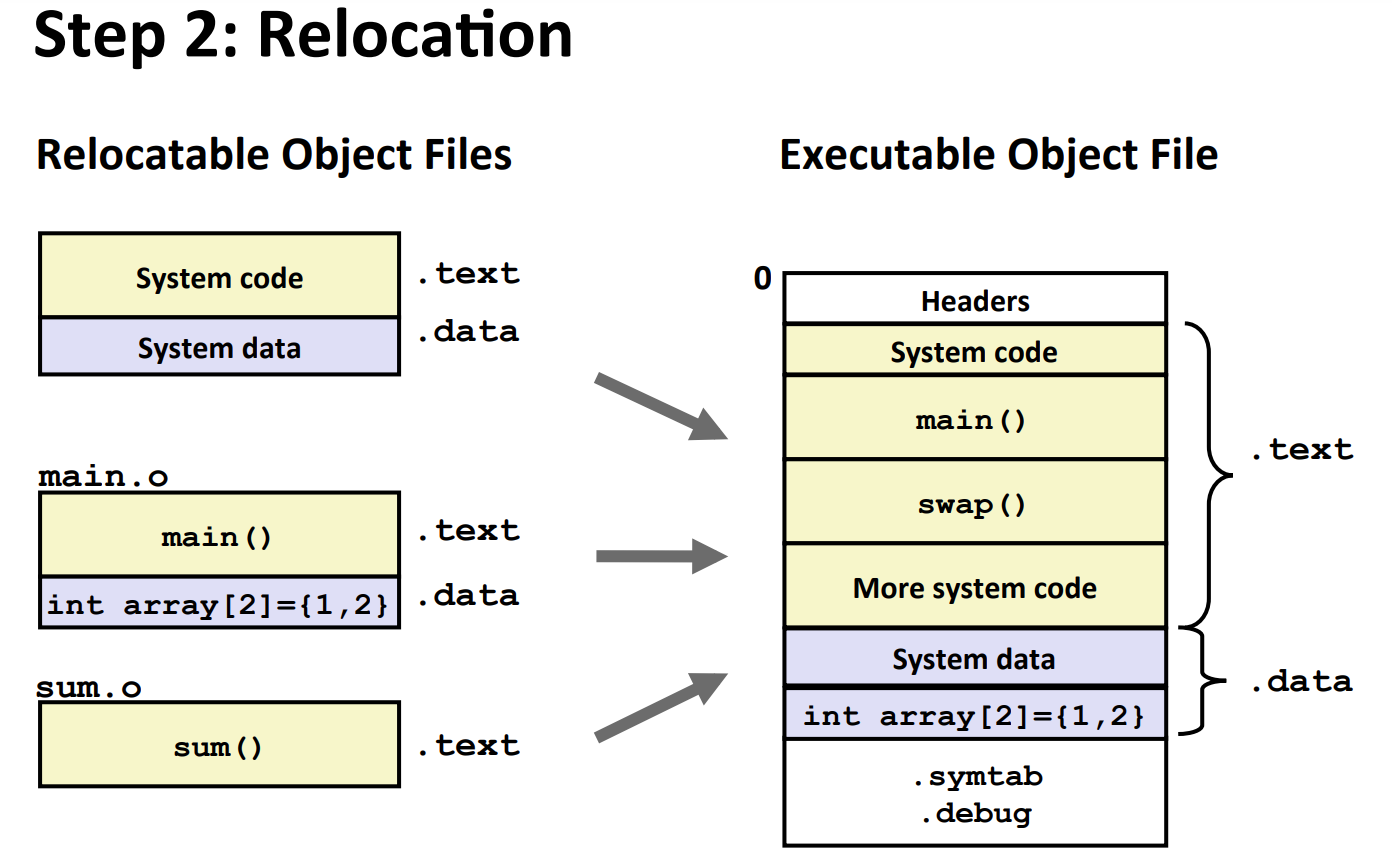 Step 2: Relocation
Relocatable Object Files
System code
.text
System data
.data
main.o
main()
.text
int array[2]={1,2}
.data
sum.o
sum()
.text
Executable Object File
0
Headers
System code
main()
swap()
More system code
.text
System data
int array[2]={1,2}
.data
.symtab
.debug